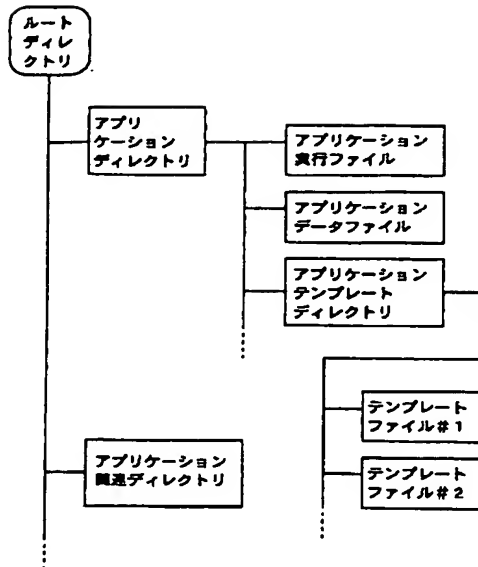 ルート
ディレ
クトリ
アプリ
ケーション
ディレクトリ
アプリケーション
実行ファイル
アプリケーション
データファイル
アプリケーション
テンプレート
ディレクトリ
テンプレート
ファイル#1
テンプレート
ファイル#2
アプリケーション
関連ディレクトリ